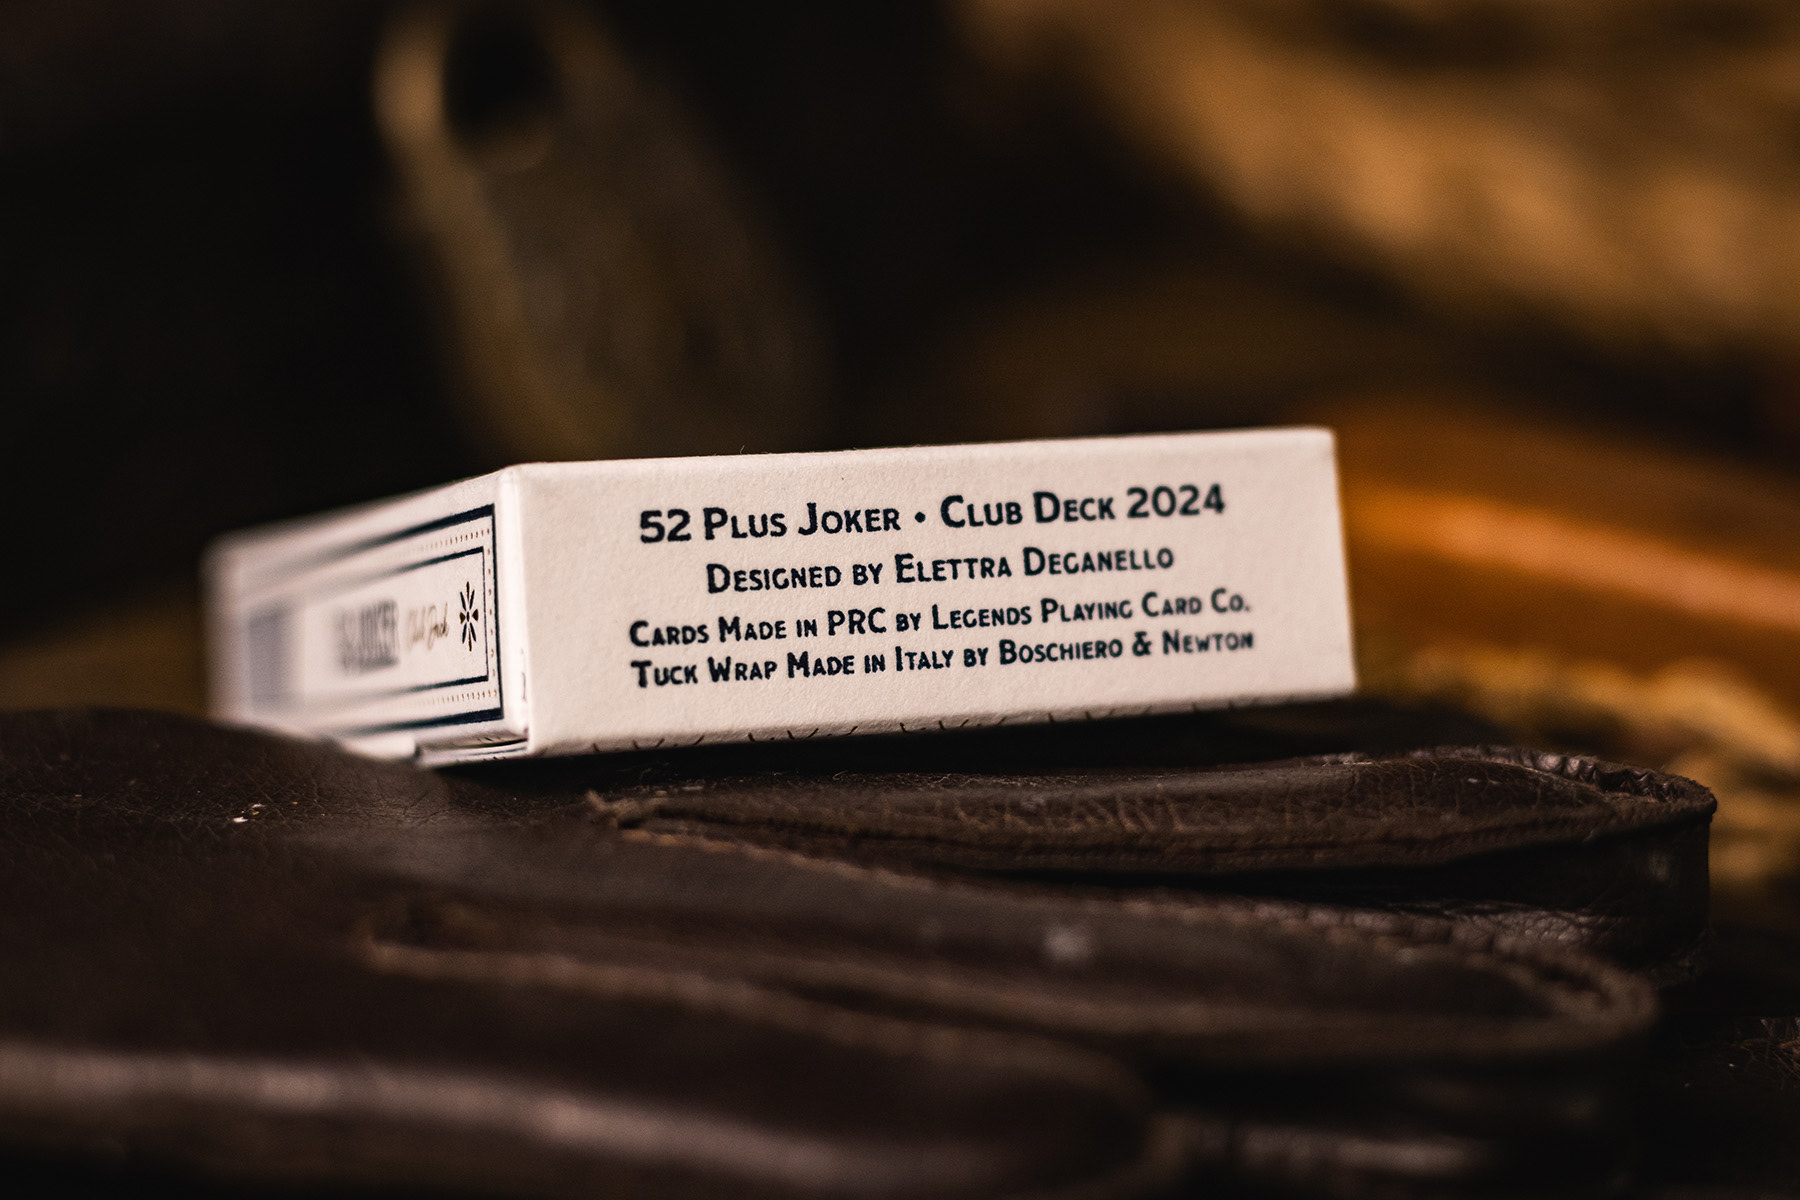 52 Plus Joker • Club Deck 2024
Designed by Elettra Deganello
Cards Made in PRC by Legends Playing Card Co.
Tuck Wrap Made in Italy by Boschiero & Newton